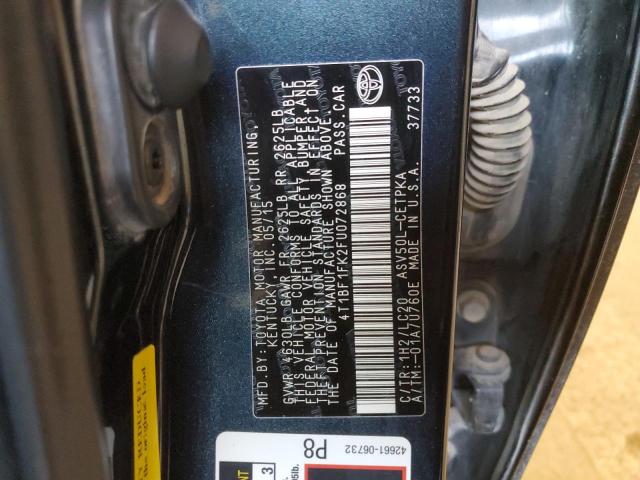 MFD BY:TOYOTA MOTOR MANUFACTURING,
KENTUCKY, INC. 05/15
GVWR 4630LB GAWR FR 2625LB RR 2625LB
THIS VEHICLE CONFORMS TO ALL APPLICABLE
FEDERAL MOTOR VEHICLE SAFETY, BUMPER, AND
THEFT PREVENTION STANDARDS IN EFFECT ON
THE DATE OF MANUFACTURE SHOWN ABOVE.
4T1BF1FK2FU072868 PASS.CAR
TOYOTA
C/TR:1H2/LC20 ASV50L-CETPKA
A/TM:-01A/U760E MADE IN U.S.A. 37733
REDUCED
42661-06732
P8
3